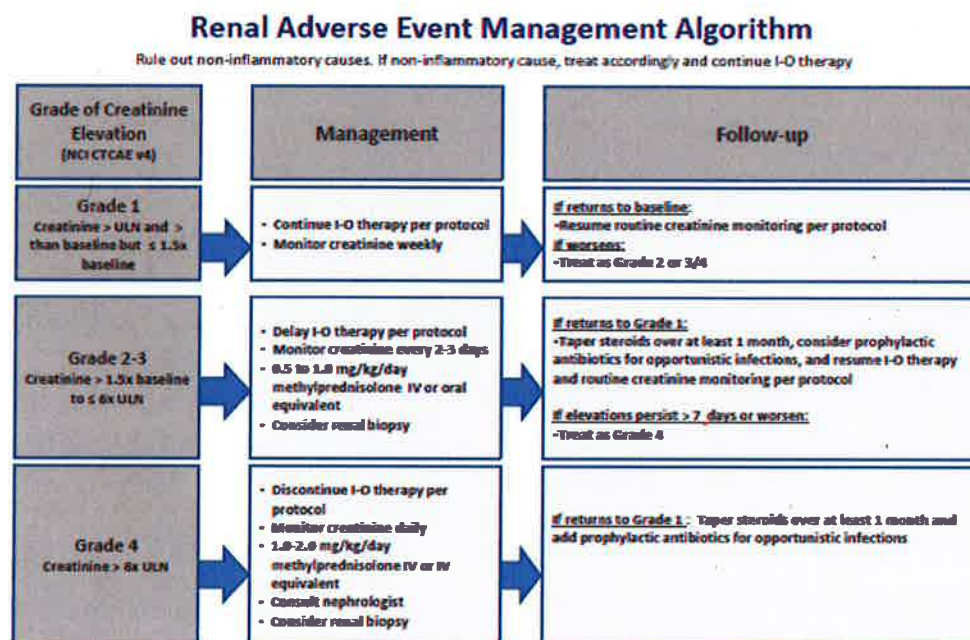 Renal Adverse Event Management Algorithm
Rule out non-inflammatory causes. If non-inflammatory cause, treat accordingly and continue I-O therapy
Grade of Creatinine
Elevation
(NCI CTCAE v4)
Management
Follow-up
Grade 1
Creatinine > ULN and >
than baseline but ≤ 1.5x
baseline
• Continue I-O therapy per protocol
• Monitor creatinine weekly
If returns to baseline:
-Resume routine creatinine monitoring per protocol
If worsens:
-Treat as Grade 2 or 3/4
Grade 2-3
Creatinine > 1.5x baseline
to ≤ 6x ULN
• Delay I-O therapy per protocol
• Monitor creatinine every 2-3 days
• 0.5 to 1.0 mg/kg/day
methylprednisolone IV or oral
equivalent
• Consider renal biopsy
If returns to Grade 1:
-Taper steroids over at least 1 month, consider prophylactic
antibiotics for opportunistic infections, and resume I-O therapy
and routine creatinine monitoring per protocol
If elevations persist > 7 days or worsen:
-Treat as Grade 4
Grade 4
Creatinine > 6x ULN
• Discontinue I-O therapy per
protocol
• Monitor creatinine daily
• 1.0-2.0 mg/kg/day
methylprednisolone IV or IV
equivalent
• Consult nephrologist
• Consider renal biopsy
If returns to Grade 1 : Taper steroids over at least 1 month and
add prophylactic antibiotics for opportunistic infections